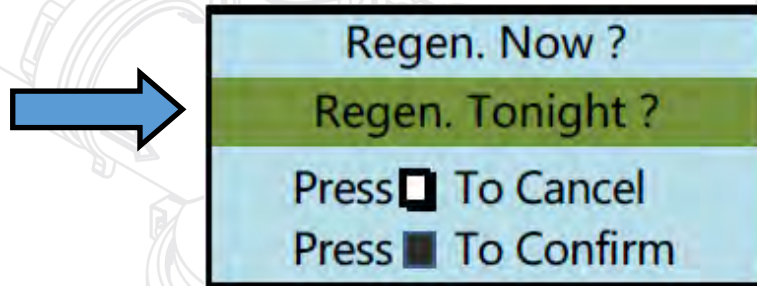 Regen. Now ?
Regen. Tonight ?
Press To Cancel
Press To Confirm